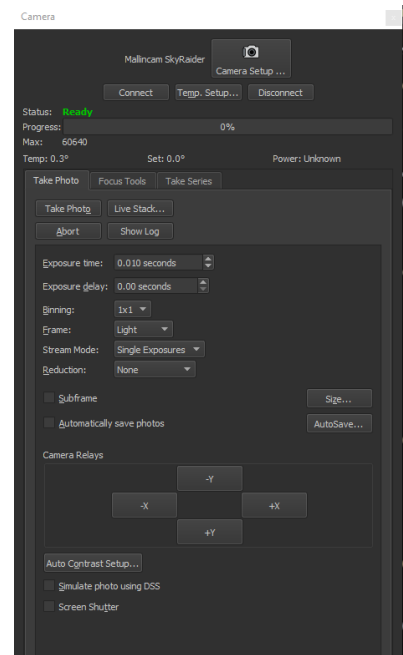 Camera
Mallincam SkyRaider
Camera Setup ...
Connect
Temp. Setup...
Disconnect
Status: Ready
Progress: 0%
Max: 60640
Temp: 0.3° Set: 0.0° Power: Unknown
Take Photo Focus Tools Take Series
Take Photo Live Stack...
Abort Show Log
Exposure time: 0.010 seconds
Exposure delay: 0.00 seconds
Binning: 1x1
Frame: Light
Stream Mode: Single Exposures
Reduction: None
Subframe Size...
Automatically save photos AutoSave...
Camera Relays
-Y
-X +X
+Y
Auto Contrast Setup...
Simulate photo using DSS
Screen Shutter